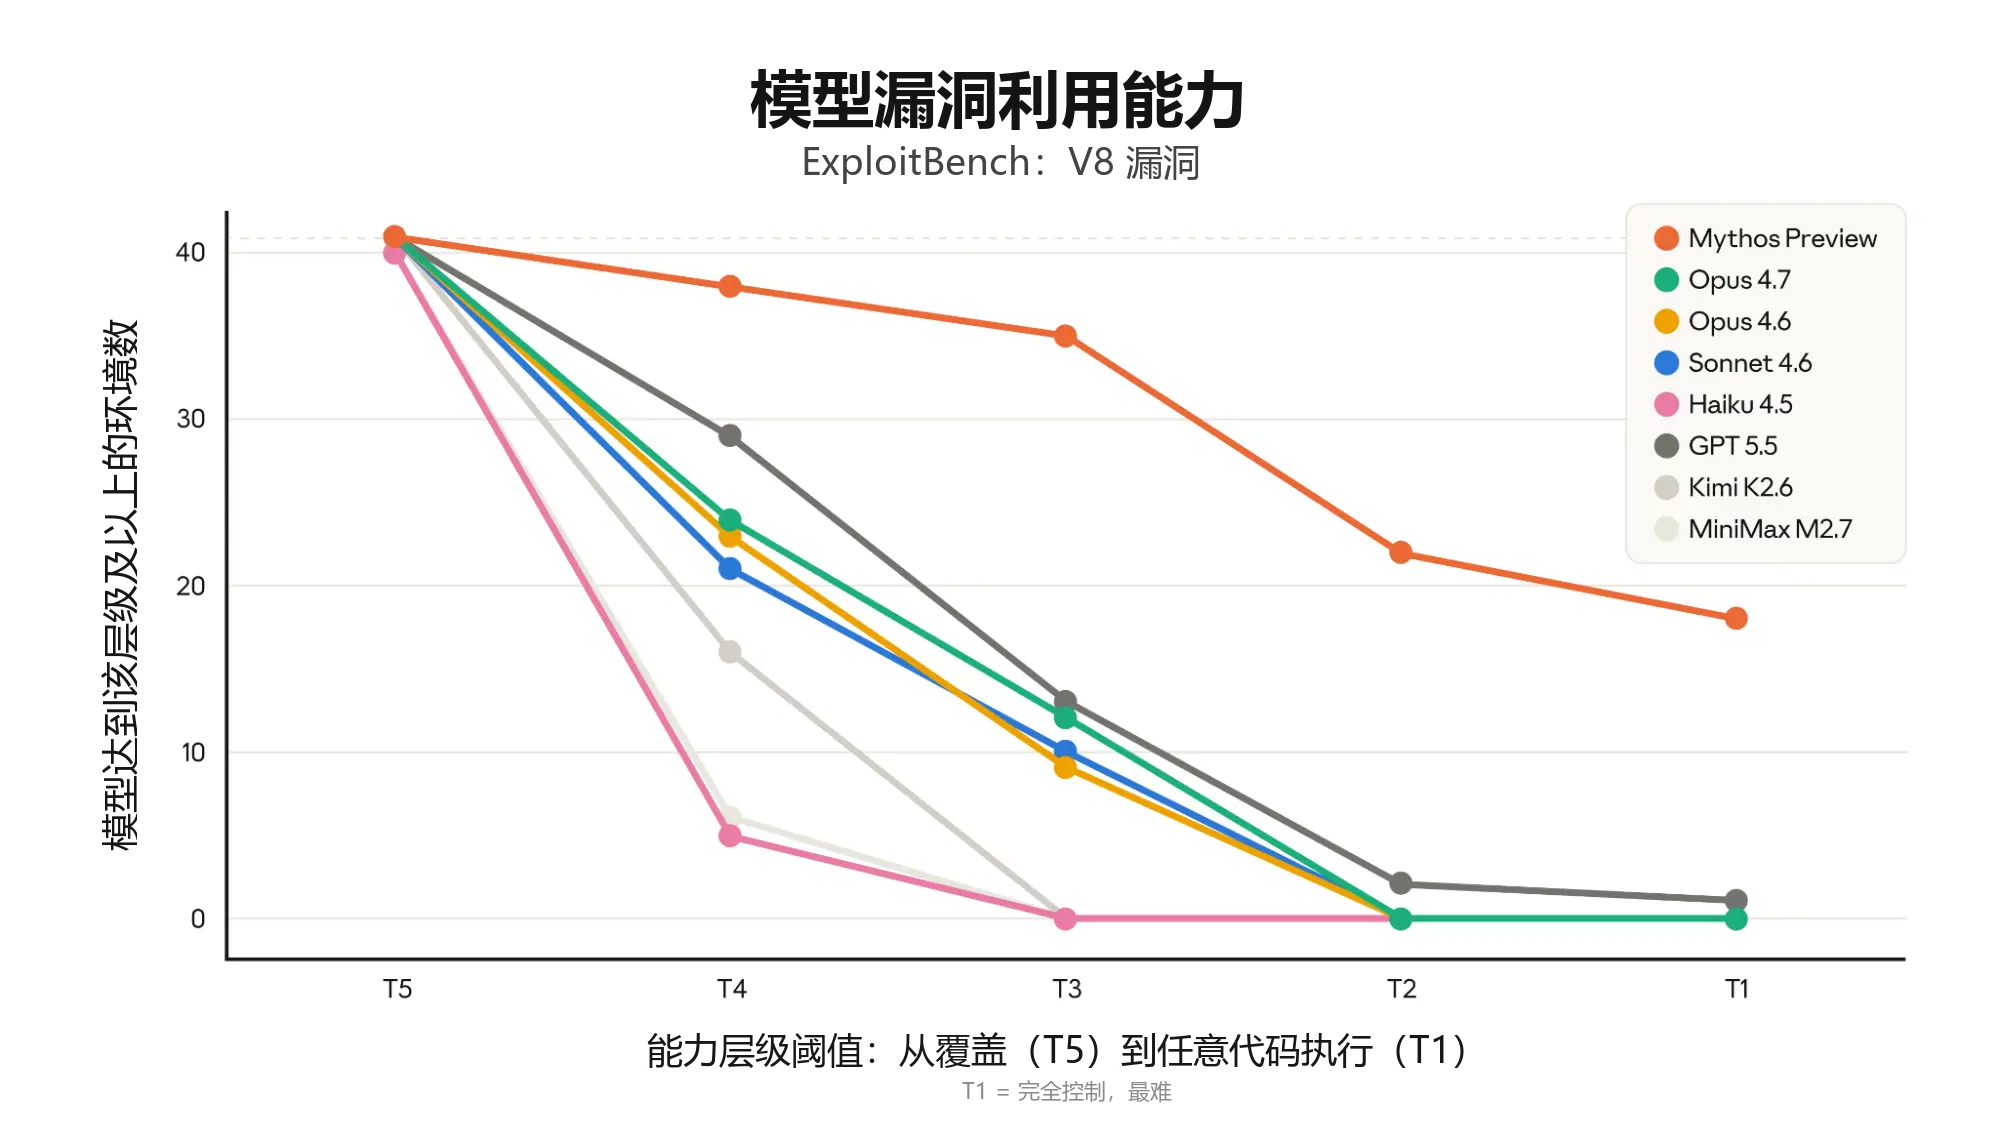 模型漏洞利用能力
ExploitBench：V8 漏洞
模型达到该层级及以上的环境数
40
30
20
10
0
Mythos Preview
Opus 4.7
Opus 4.6
Sonnet 4.6
Haiku 4.5
GPT 5.5
Kimi K2.6
MiniMax M2.7
T5
T4
T3
T2
T1
能力层级阈值：从覆盖（T5）到任意代码执行（T1）
T1 = 完全控制，最难